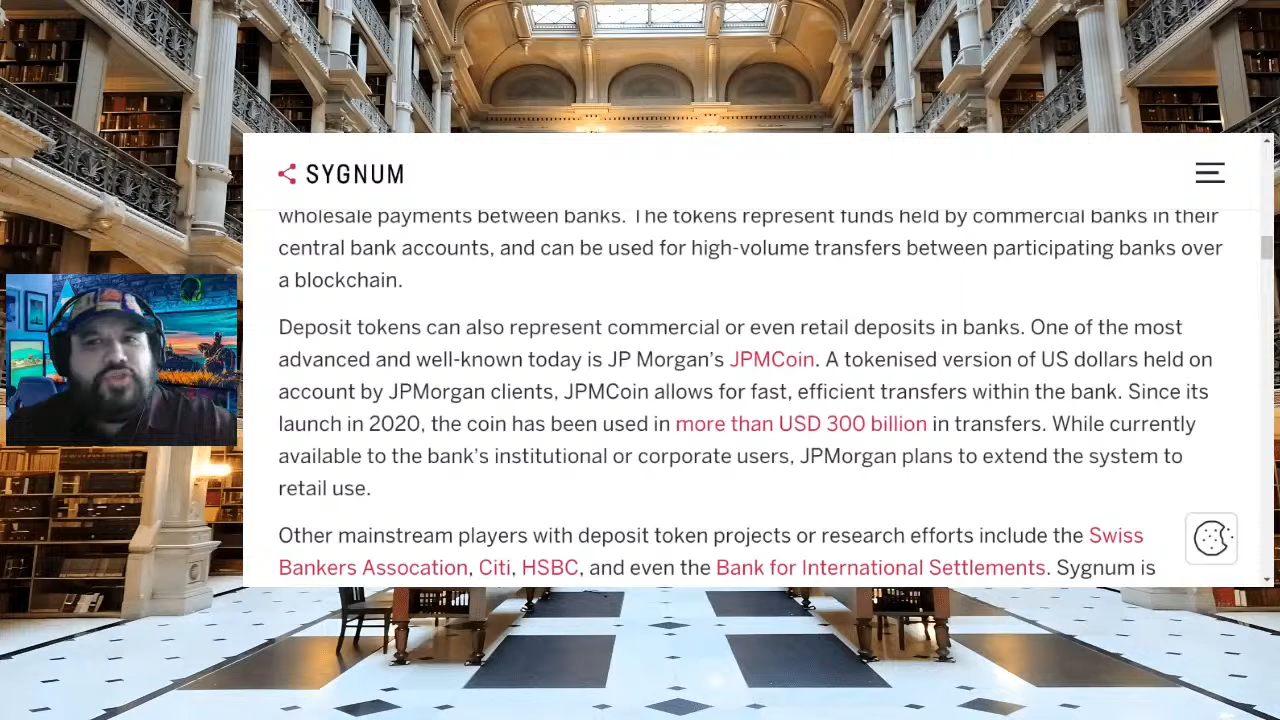 SYGNUM
wholesale payments between banks. The tokens represent funds held by commercial banks in their
central bank accounts, and can be used for high-volume transfers between participating banks over
a blockchain.
Deposit tokens can also represent commercial or even retail deposits in banks. One of the most
advanced and well-known today is JP Morgan's JPMCoin. A tokenised version of US dollars held on
account by JPMorgan clients, JPMCoin allows for fast, efficient transfers within the bank. Since its
launch in 2020, the coin has been used in more than USD 300 billion in transfers. While currently
available to the bank's institutional or corporate users, JPMorgan plans to extend the system to
retail use.
Other mainstream players with deposit token projects or research efforts include the Swiss
Bankers Assocation, Citi, HSBC, and even the Bank for International Settlements. Sygnum is